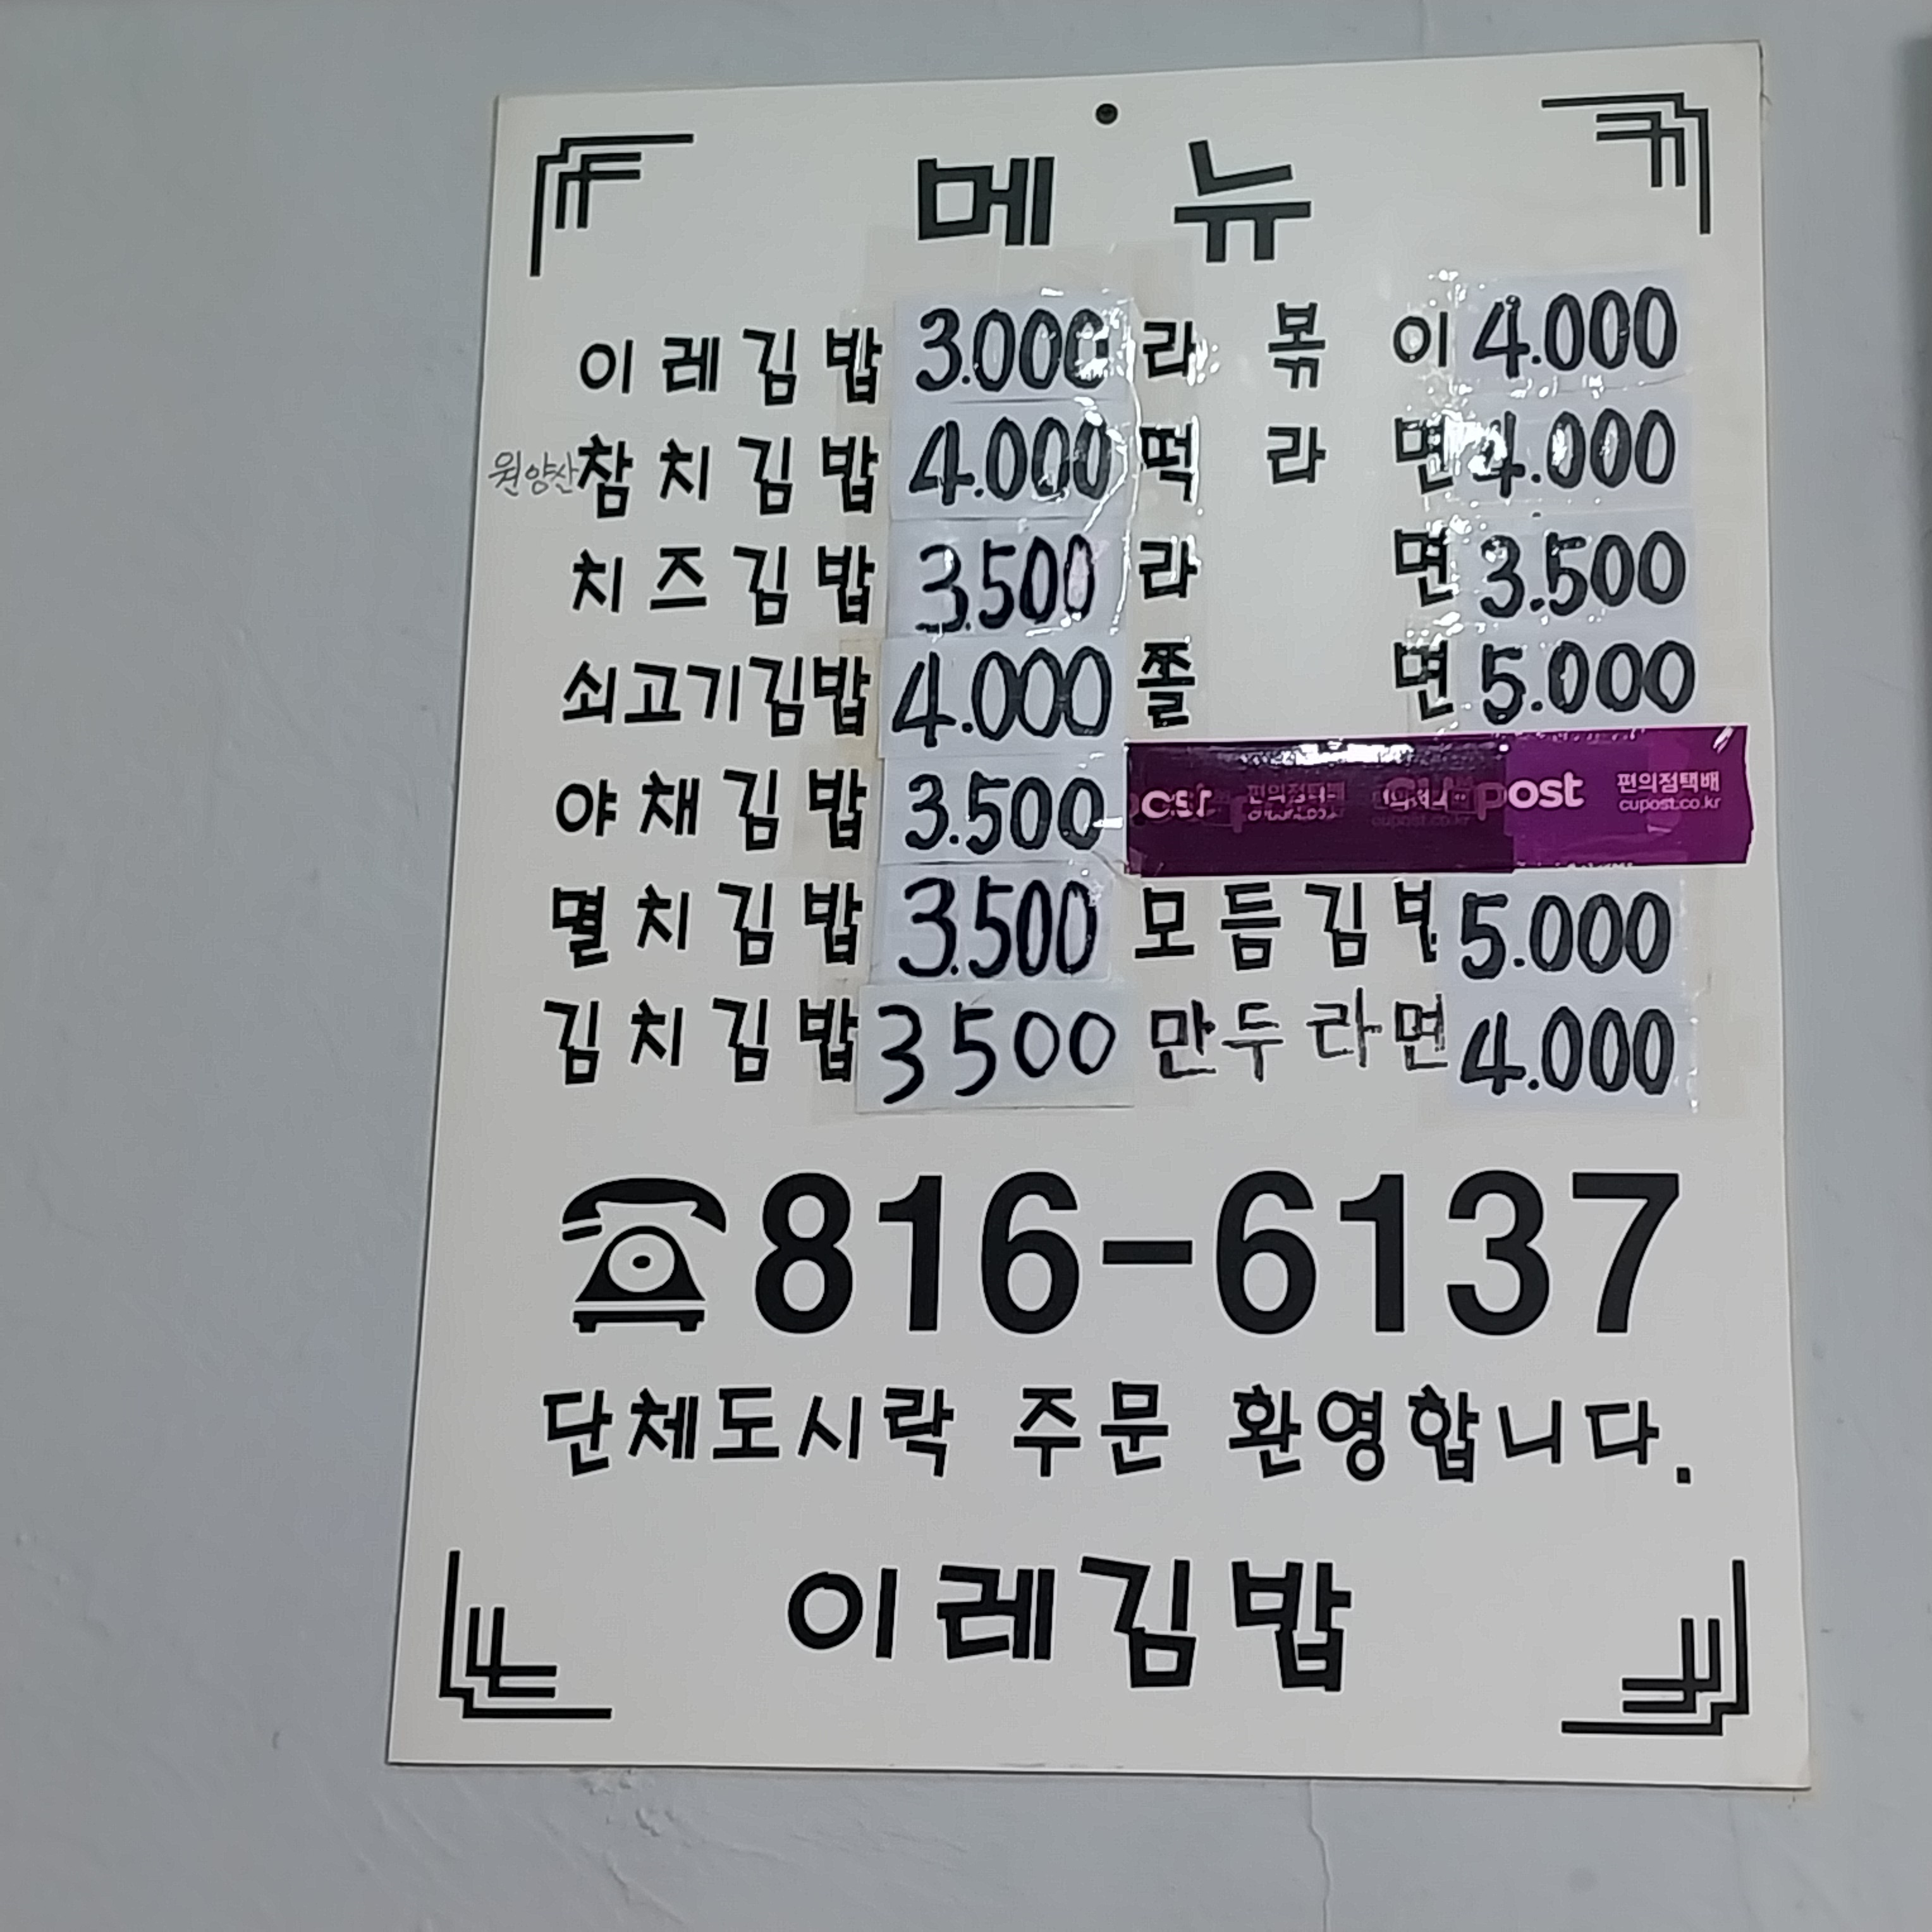 메뉴
이레김밥 3.000 라볶이 4.000
원양산 참치김밥 4.000 떡라면 4.000
치즈김밥 3.500 라면 3.500
쇠고기김밥 4.000 쫄면 5.000
야채김밥 3.500 post 편의점택배
cupost.co.kr
멸치김밥 3.500 모듬김밥 5.000
김치김밥 3500 만두라면 4.000
816-6137
단체도시락 주문 환영합니다.
이레김밥